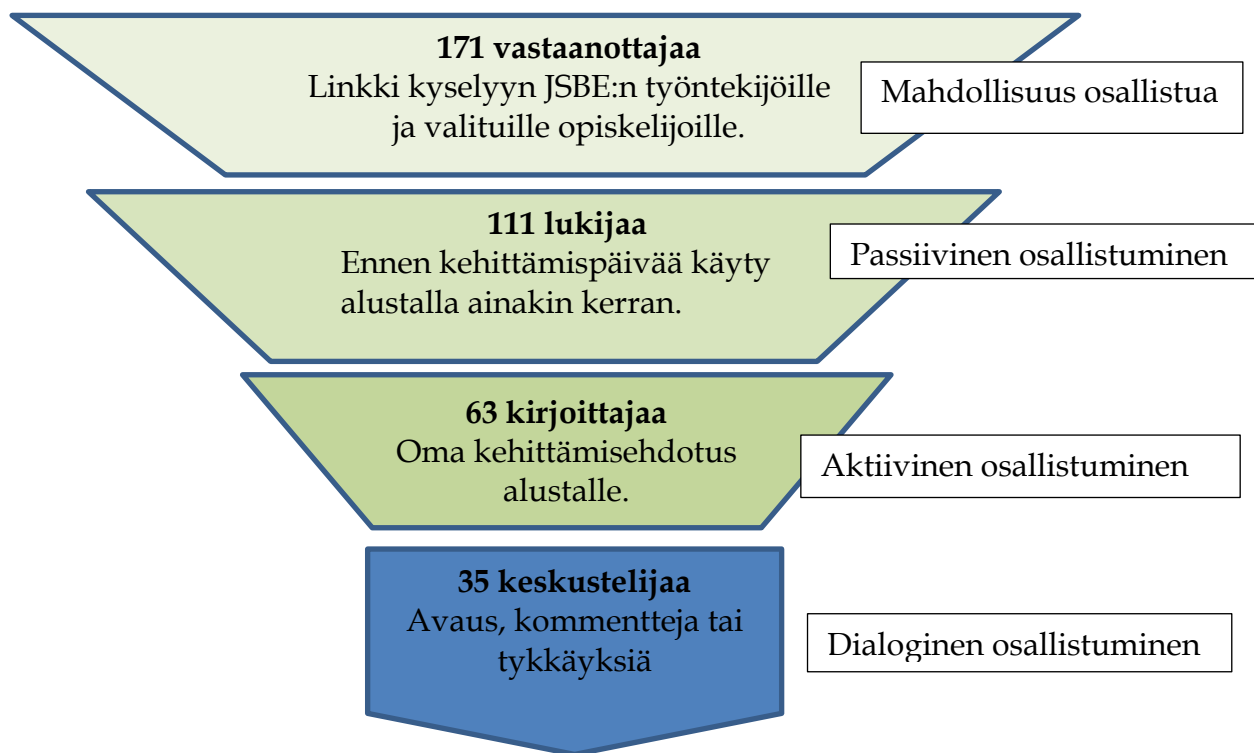 171 vastaanottajaa
Linkki kyselyyn JSBE:n työntekijöille
ja valituille opiskelijoille.
Mahdollisuus osallistua
111 lukijaa
Ennen kehittämispäivää käyty
alustalla ainakin kerran.
Passiivinen osallistuminen
63 kirjoittajaa
Oma kehittämisehdotus
alustalle.
Aktiivinen osallistuminen
35 keskustelijaa
Avaus, kommentteja tai
tykkäyksiä
Dialoginen osallistuminen